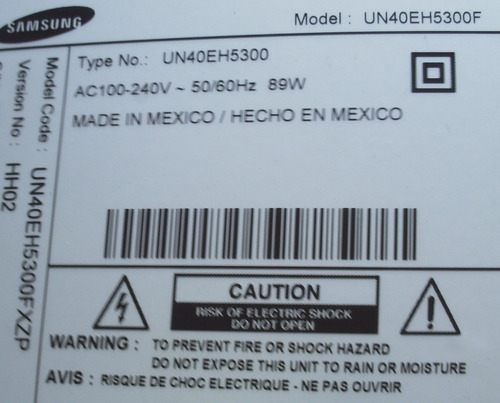 SAMSUNG
Model : UN40EH5300F
Type No.: UN40EH5300
AC100-240V ~ 50/60Hz 89W
MADE IN MEXICO / HECHO EN MEXICO
Model Code : UN40EH5300FXZP
Version No : HH02
CAUTION
RISK OF ELECTRIC SHOCK
DO NOT OPEN
WARNING : TO PREVENT FIRE OR SHOCK HAZARD
DO NOT EXPOSE THIS UNIT TO RAIN OR MOISTURE
AVIS : RISQUE DE CHOC ELECTRIQUE - NE PAS OUVRIR